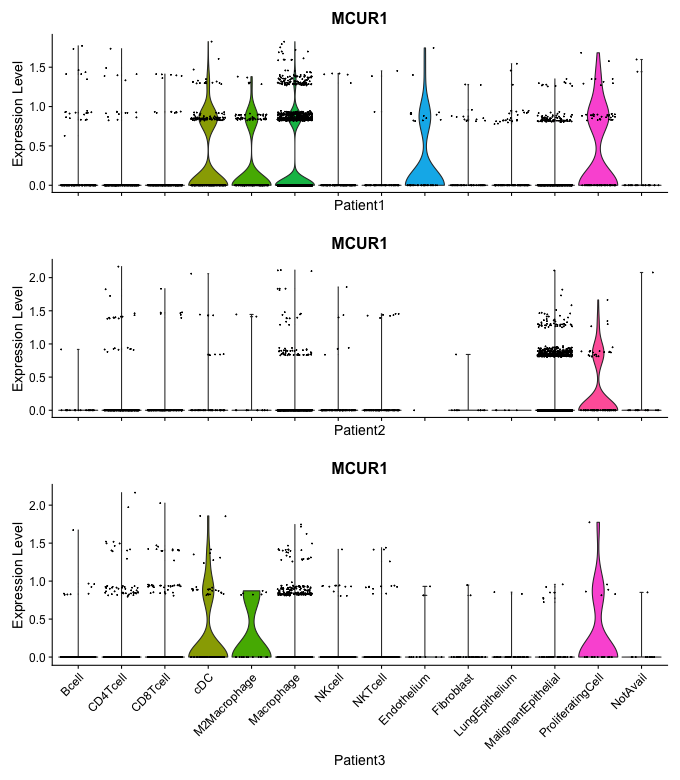 MCUR1
Expression Level
1.5
1.0
0.5
0.0
Patient1
MCUR1
Expression Level
2.0
1.5
1.0
0.5
0.0
Patient2
MCUR1
Expression Level
2.0
1.5
1.0
0.5
0.0
Bcell
CD4Tcell
CD8Tcell
cDC
M2Macrophage
Macrophage
NKcell
NKTcell
Endothelium
Fibroblast
LungEpithelium
MalignantEpithelial
ProliferatingCell
NotAvail
Patient3